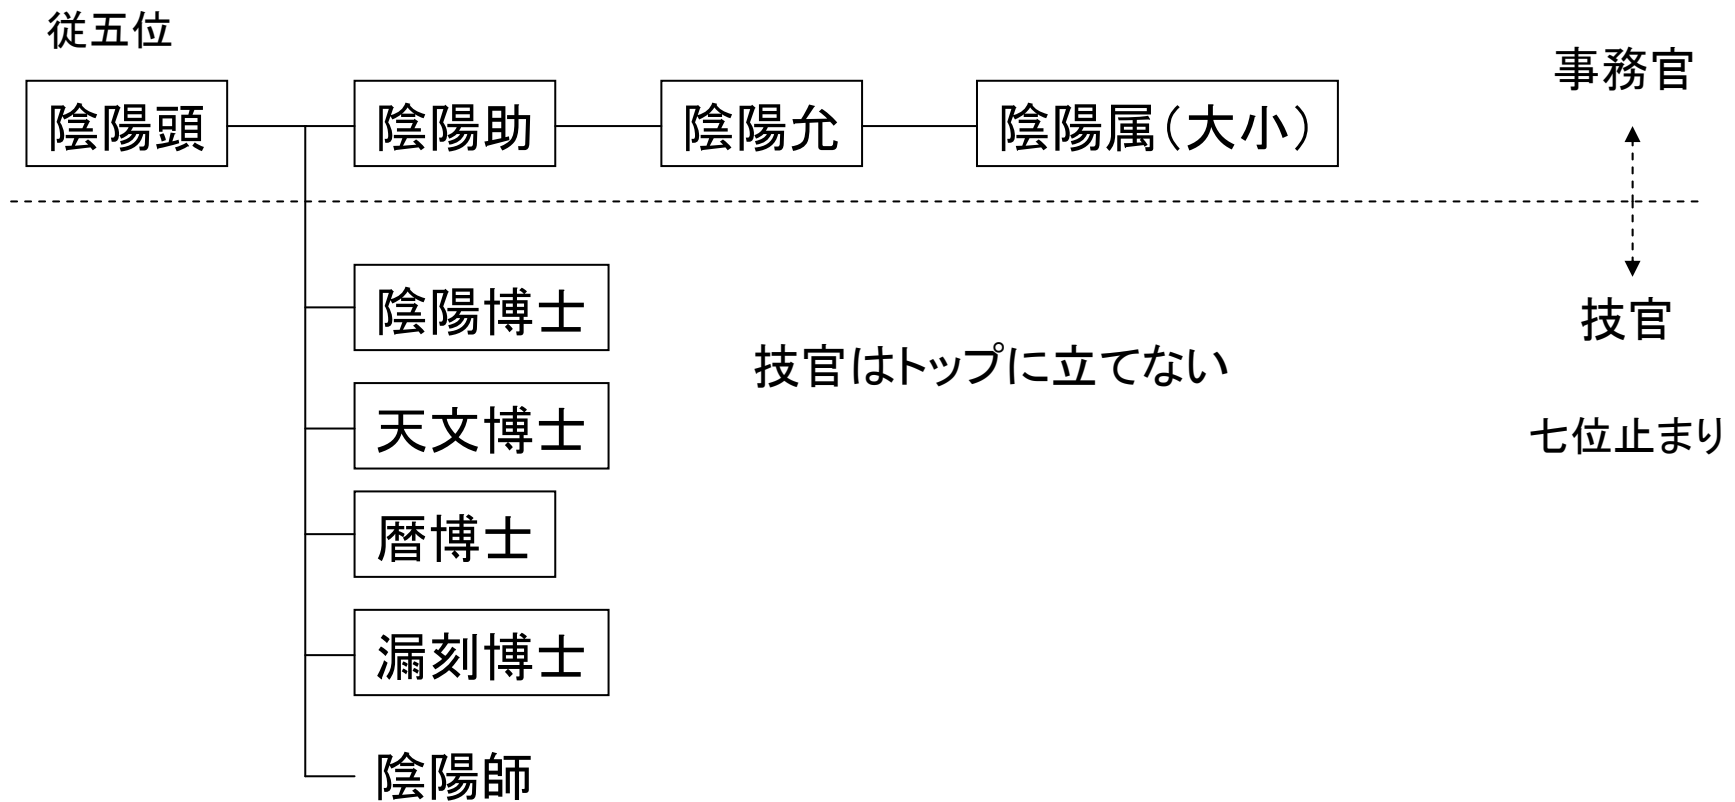 従五位
事務官
陰陽頭
陰陽助
陰陽允
陰陽属(大小)
陰陽博士
技官
技官はトップに立てない
天文博士
七位止まり
暦博士
漏刻博士
陰陽師